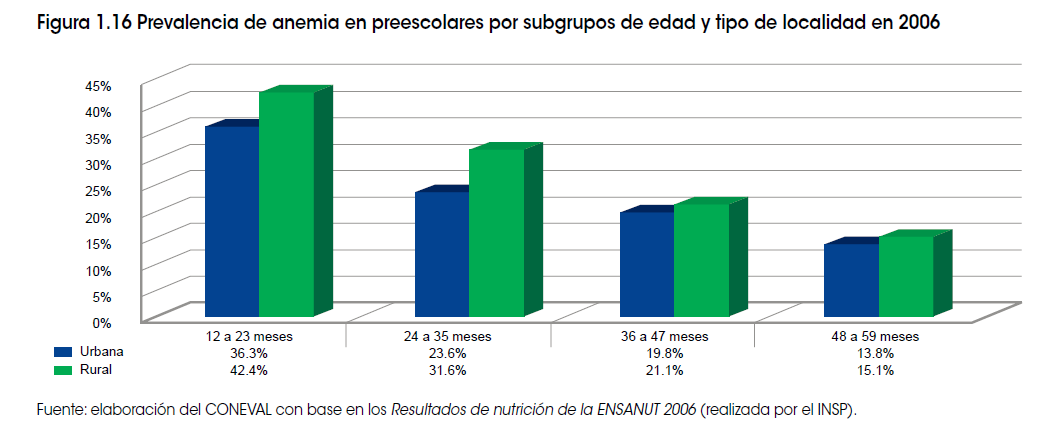 Figura 1.16 Prevalencia de anemia en preescolares por subgrupos de edad y tipo de localidad en 2006
45%
40%
35%
30%
25%
20%
15%
10%
5%
0%
12 a 23 meses 24 a 35 meses 36 a 47 meses 48 a 59 meses
Urbana 36.3% 23.6% 19.8% 13.8%
Rural 42.4% 31.6% 21.1% 15.1%
Fuente: elaboración del CONEVAL con base en los Resultados de nutrición de la ENSANUT 2006 (realizada por el INSP).